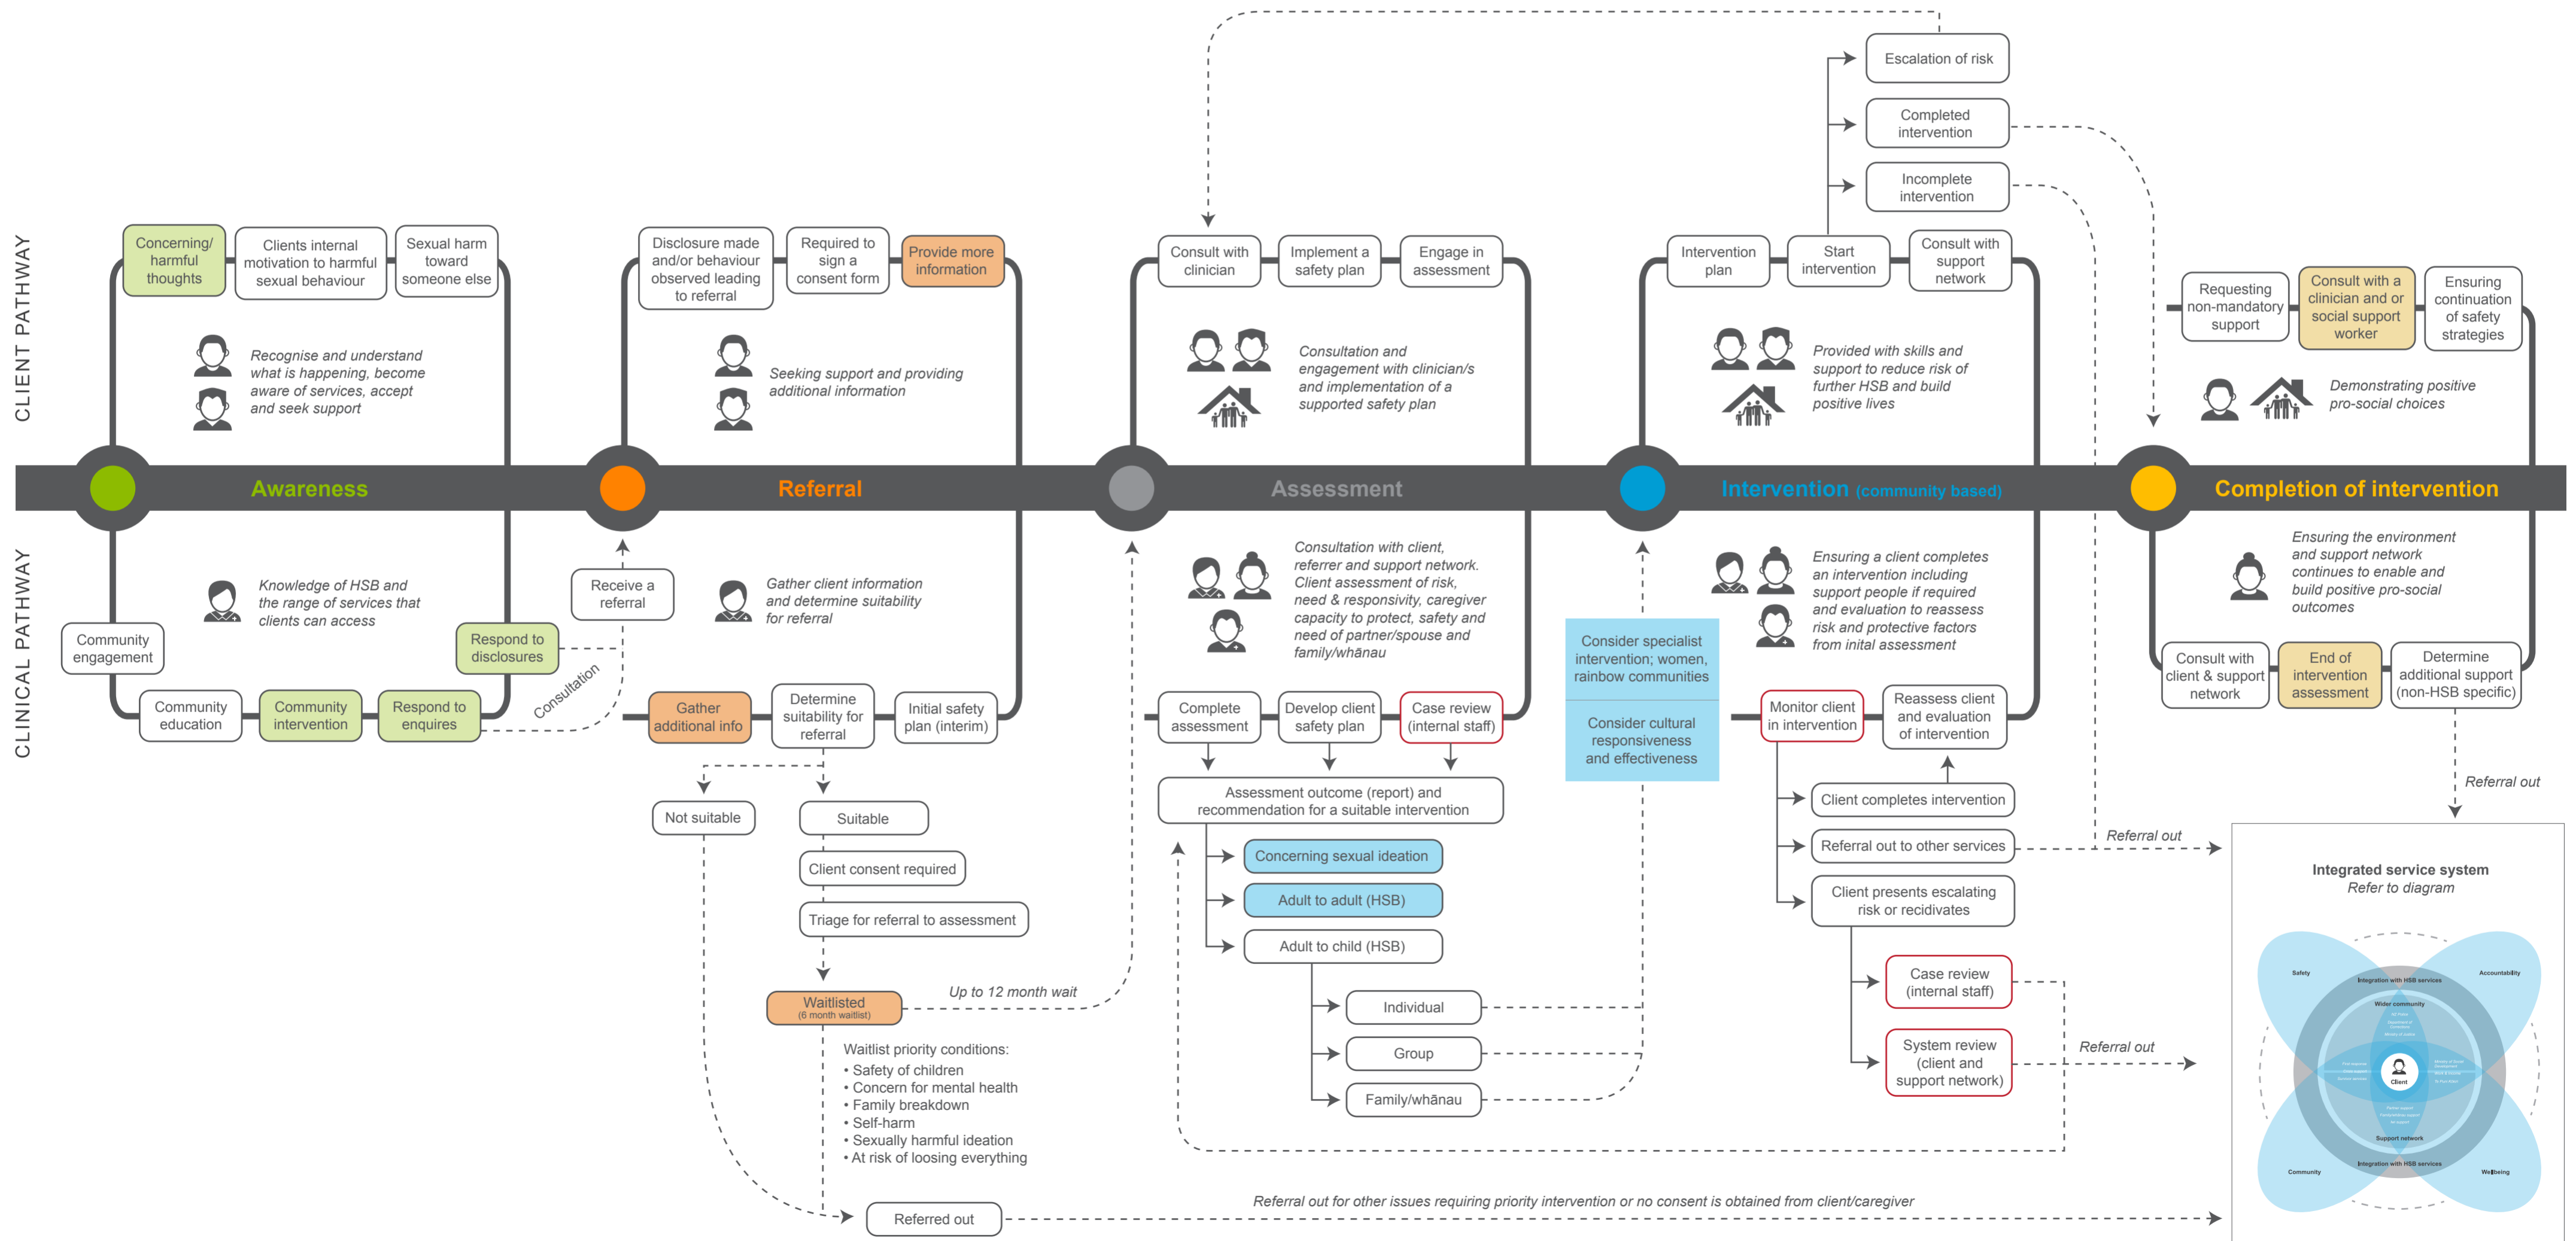 CLIENT PATHWAY
CLINICAL PATHWAY
Concerning/
harmful
thoughts
Clients internal
motivation to harmful
sexual behaviour
Sexual harm
toward
someone else
Recognise and understand
what is happening, become
aware of services, accept
and seek support
Awareness
Knowledge of HSB and
the range of services that
clients can access
Community
engagement
Community
education
Community
intervention
Respond to
enquires
Respond to
disclosures
Consultation
Receive a
referral
Disclosure made
and/or behaviour
observed leading
to referral
Required to
sign a
consent form
Provide more
information
Seeking support and providing
additional information
Referral
Gather client information
and determine suitability
for referral
Gather
additional info
Determine
suitability for
referral
Initial safety
plan (interim)
Not suitable
Suitable
Client consent required
Triage for referral to assessment
Waitlisted
(6 month waitlist)
Up to 12 month wait
Waitlist priority conditions:
• Safety of children
• Concern for mental health
• Family breakdown
• Self-harm
• Sexually harmful ideation
• At risk of loosing everything
Referred out
Referral out for other issues requiring priority intervention or no consent is obtained from client/caregiver
Consult with
clinician
Implement a
safety plan
Engage in
assessment
Consultation and
engagement with clinician/s
and implementation of a
supported safety plan
Assessment
Consultation with client,
referrer and support network.
Client assessment of risk,
need & responsivity, caregiver
capacity to protect, safety and
need of partner/spouse and
family/whānau
Complete
assessment
Develop client
safety plan
Case review
(internal staff)
Assessment outcome (report) and
recommendation for a suitable intervention
Concerning sexual ideation
Adult to adult (HSB)
Adult to child (HSB)
Individual
Group
Family/whānau
Consider specialist
intervention; women,
rainbow communities
Consider cultural
responsiveness
and effectiveness
Escalation of risk
Completed
intervention
Incomplete
intervention
Intervention
plan
Start
intervention
Consult with
support
network
Provided with skills and
support to reduce risk of
further HSB and build
positive lives
Intervention (community based)
Ensuring a client completes
an intervention including
support people if required
and evaluation to reassess
risk and protective factors
from inital assessment
Monitor client
in intervention
Reassess client
and evaluation
of intervention
Client completes intervention
Referral out to other services
Client presents escalating
risk or recidivates
Case review
(internal staff)
System review
(client and
support network)
Referral out
Referral out
Requesting
non-mandatory
support
Consult with a
clinician and or
social support
worker
Ensuring
continuation
of safety
strategies
Demonstrating positive
pro-social choices
Completion of intervention
Ensuring the environment
and support network
continues to enable and
build positive pro-social
outcomes
Consult with
client & support
network
End of
intervention
assessment
Determine
additional support
(non-HSB specific)
Referral out
Integrated service system
Refer to diagram
Safety
Accountability
Integration with HSB services
Wider community
Client
Support network
Integration with HSB services
Community
Wellbeing